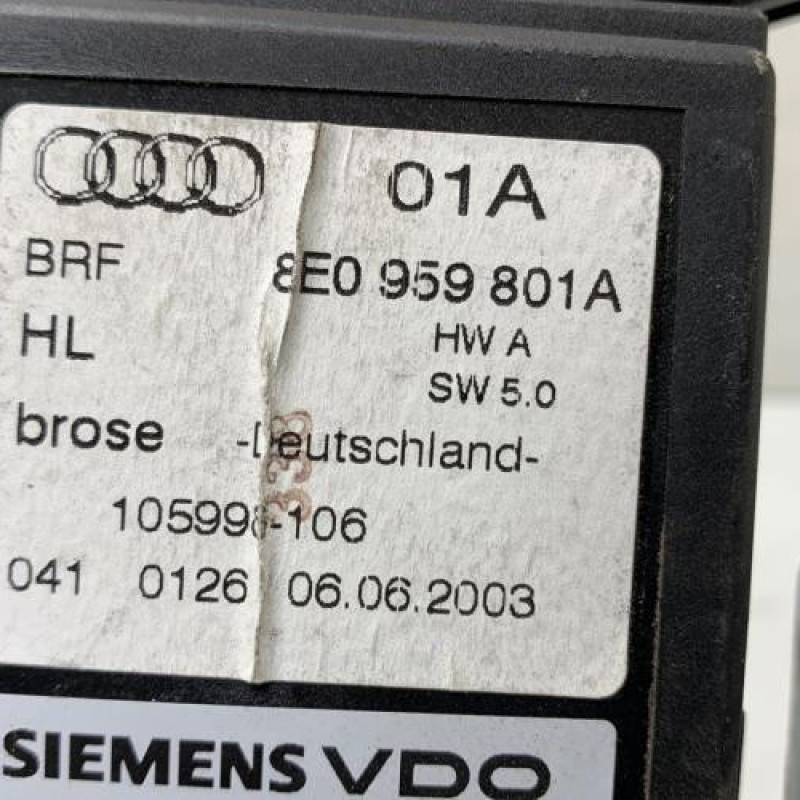 01A
BRF 8E0 959 801A
HL HW A
SW 5.0
brose -Deutschland-
105998-106
041 0126 06.06.2003
SIEMENS VDO